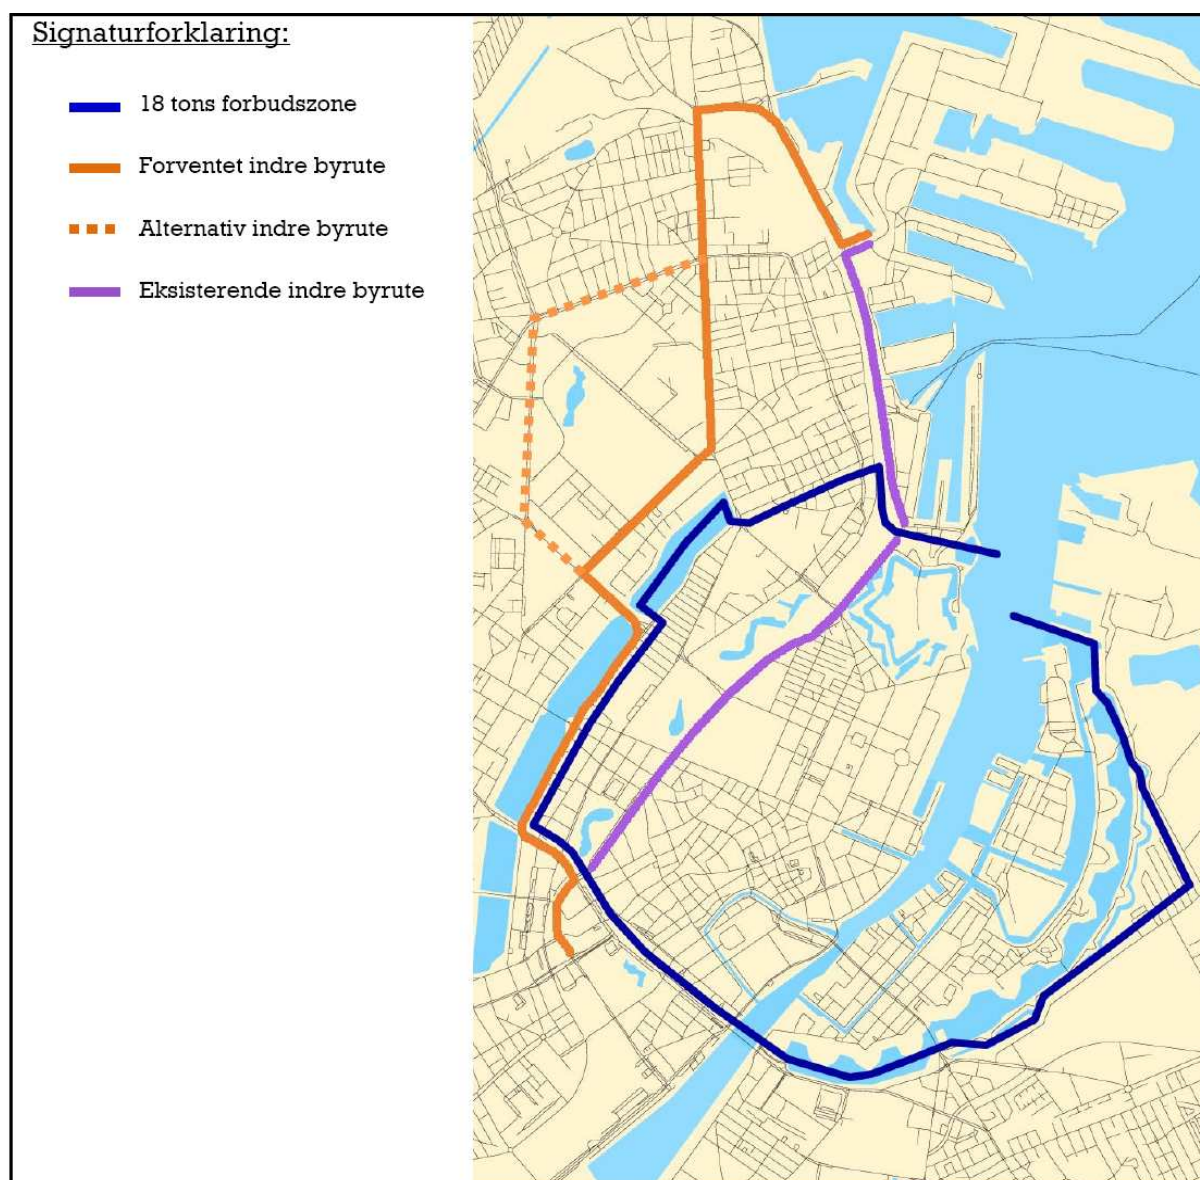 Signaturforklaring:
18 tons forbudszone
Forventet indre byrute
Alternativ indre byrute
Eksisterende indre byrute